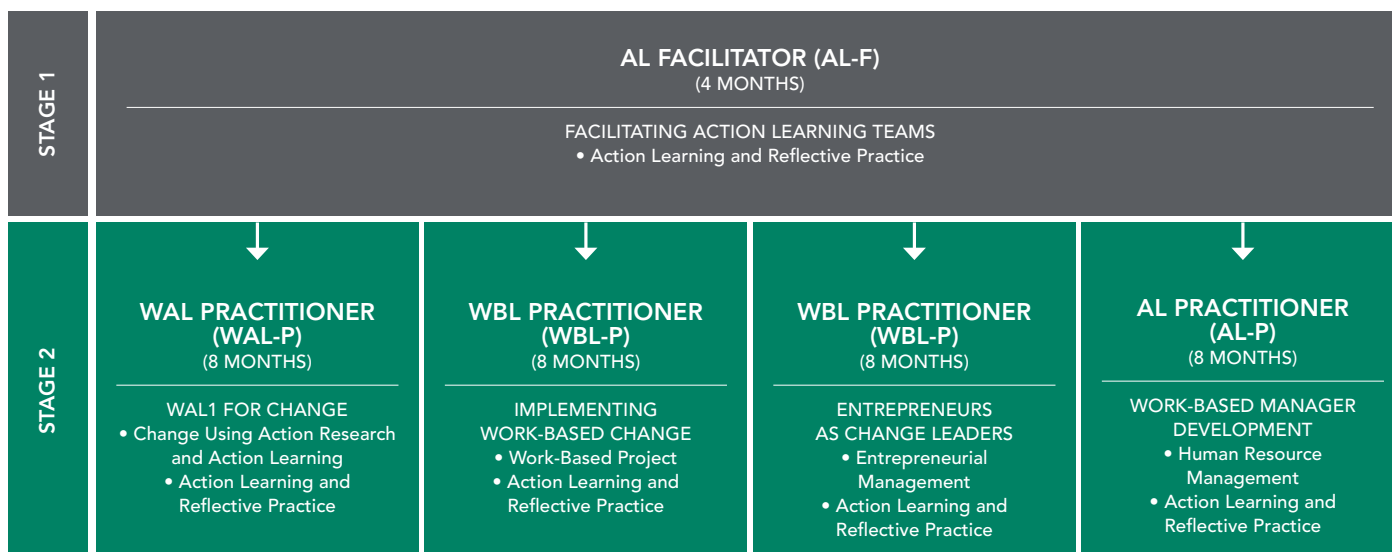 STAGE 1
AL FACILITATOR (AL-F)
(4 MONTHS)
FACILITATING ACTION LEARNING TEAMS
• Action Learning and Reflective Practice
STAGE 2
WAL PRACTITIONER
(WAL-P)
(8 MONTHS)
WAL1 FOR CHANGE
• Change Using Action Research
and Action Learning
• Action Learning and
Reflective Practice
WBL PRACTITIONER
(WBL-P)
(8 MONTHS)
IMPLEMENTING
WORK-BASED CHANGE
• Work-Based Project
• Action Learning and
Reflective Practice
WBL PRACTITIONER
(WBL-P)
(8 MONTHS)
ENTREPRENEURS
AS CHANGE LEADERS
• Entrepreneurial
Management
• Action Learning and
Reflective Practice
AL PRACTITIONER
(AL-P)
(8 MONTHS)
WORK-BASED MANAGER
DEVELOPMENT
• Human Resource
Management
• Action Learning and
Reflective Practice